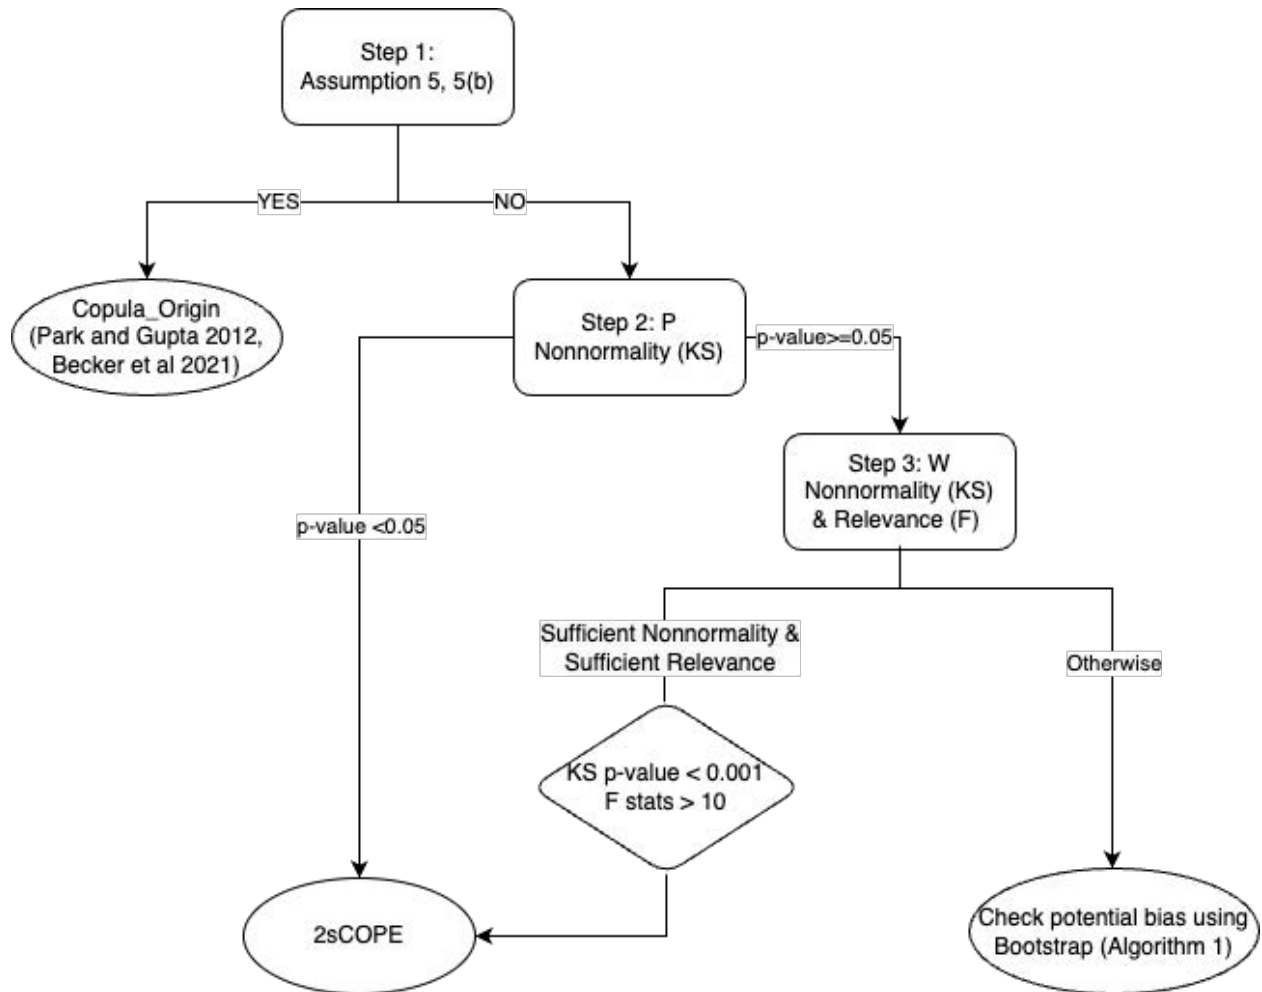 Step 1:
Assumption 5, 5(b)
YES
NO
Copula_Origin
(Park and Gupta 2012,
Becker et al 2021)
Step 2: P
Nonnormality (KS)
p-value>=0.05
Step 3: W
Nonnormality (KS)
& Relevance (F)
p-value <0.05
Sufficient Nonnormality &
Sufficient Relevance
Otherwise
KS p-value < 0.001
F stats > 10
2sCOPE
Check potential bias using
Bootstrap (Algorithm 1)